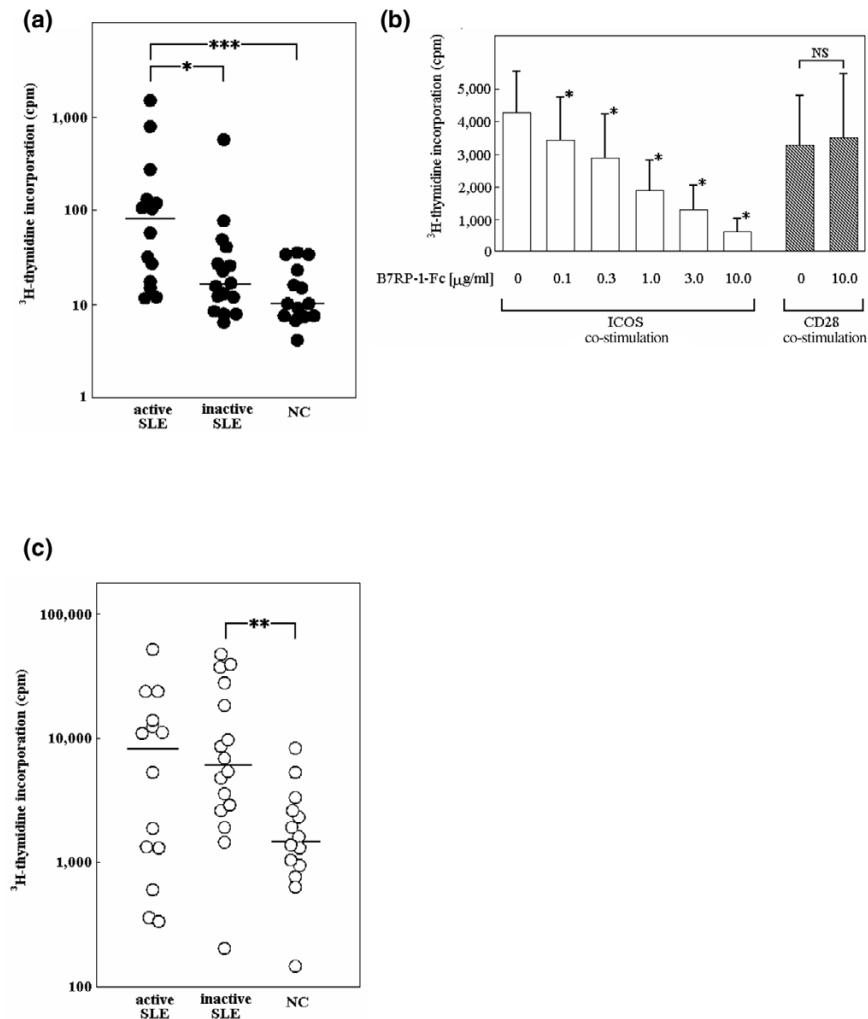 (a)
³H-thymidine incorporation (cpm)
1,000
100
10
1
***
*
active
SLE
inactive
SLE
NC
(b)
³H-thymidine incorporation (cpm)
5,000
4,000
3,000
2,000
1,000
0
*
*
*
*
*
NS
B7RP-1-Fc [μg/ml]
0 0.1 0.3 1.0 3.0 10.0 0 10.0
ICOS
co-stimulation
CD28
co-stimulation
(c)
³H-thymidine incorporation (cpm)
100,000
10,000
1,000
100
**
active
SLE
inactive
SLE
NC